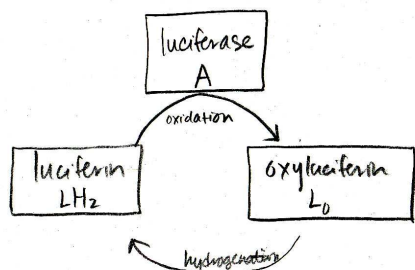 luciferase
A
oxidation
luciferin
LH₂
oxyluciferin
L₀
hydrogenation